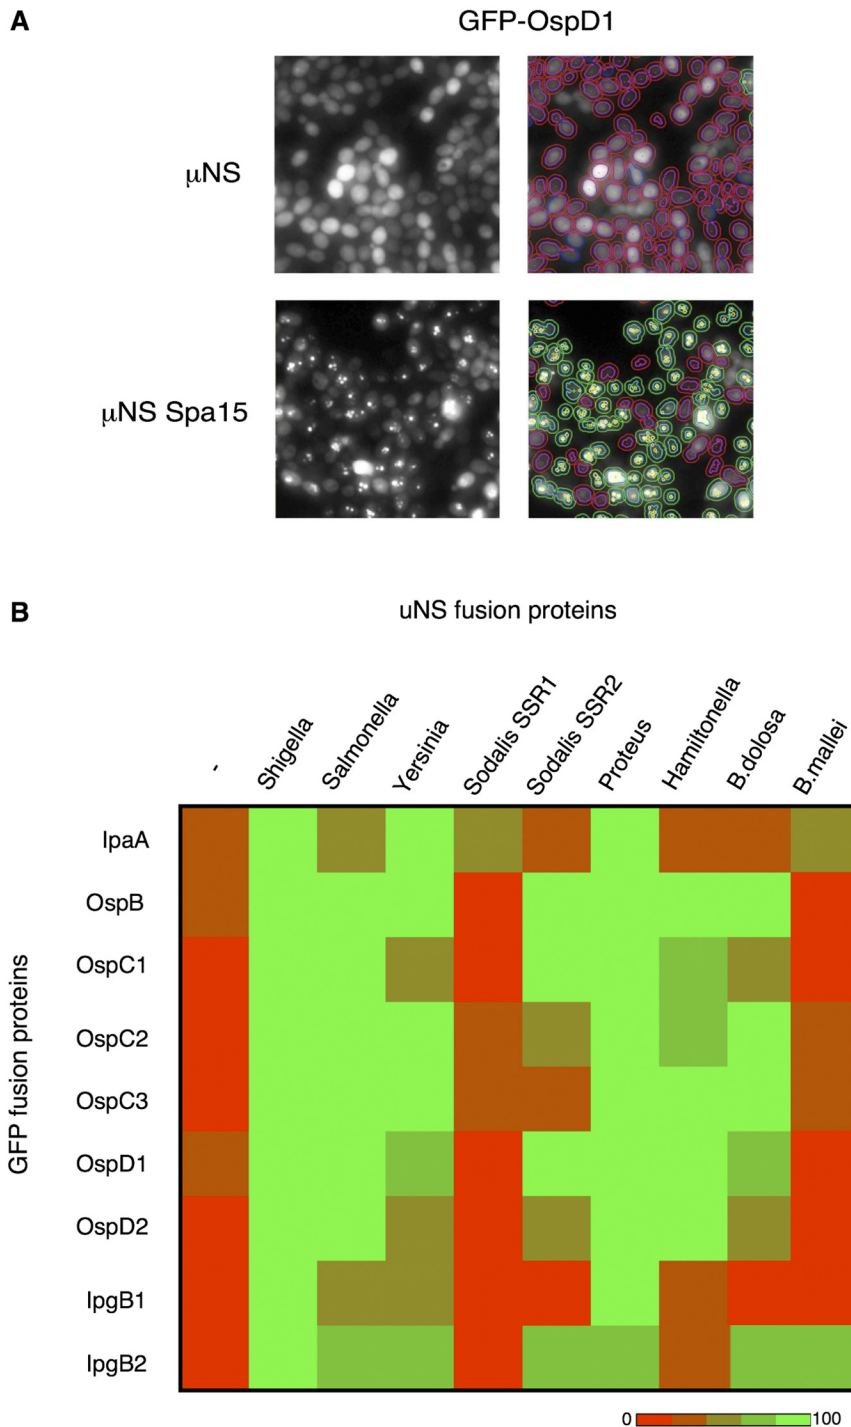 A
GFP-OspD1
μNS
μNS Spa15
B
uNS fusion proteins
-
Shigella
Salmonella
Yersinia
Sodalis SSR1
Sodalis SSR2
Proteus
Hamiltonella
B.dolosa
B.mallei
GFP fusion proteins
IpaA
OspB
OspC1
OspC2
OspC3
OspD1
OspD2
IpgB1
IpgB2
0 100